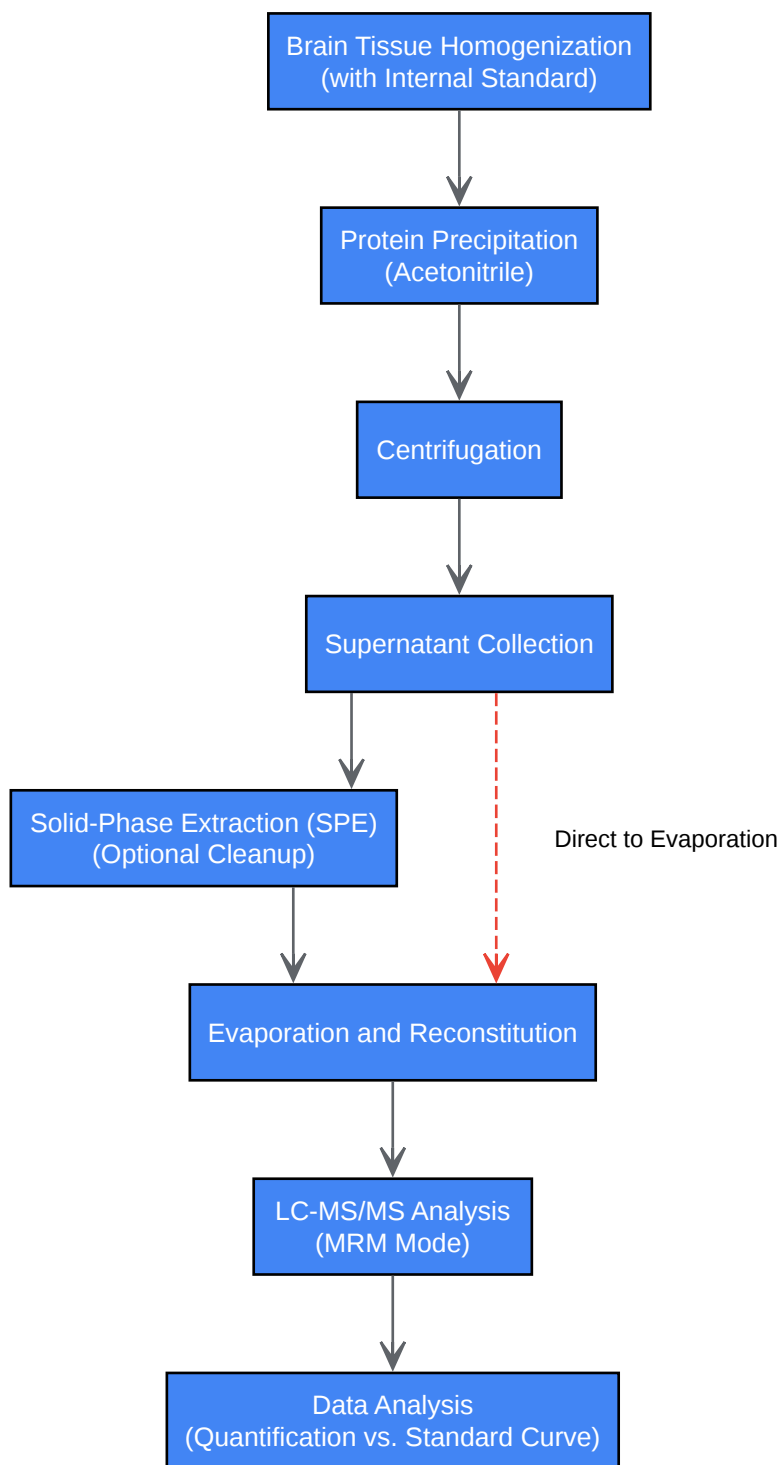 Brain Tissue Homogenization
(with Internal Standard)
Protein Precipitation
(Acetonitrile)
Centrifugation
Supernatant Collection
Solid-Phase Extraction (SPE)
(Optional Cleanup)
Direct to Evaporation
Evaporation and Reconstitution
LC-MS/MS Analysis
(MRM Mode)
Data Analysis
(Quantification vs. Standard Curve)